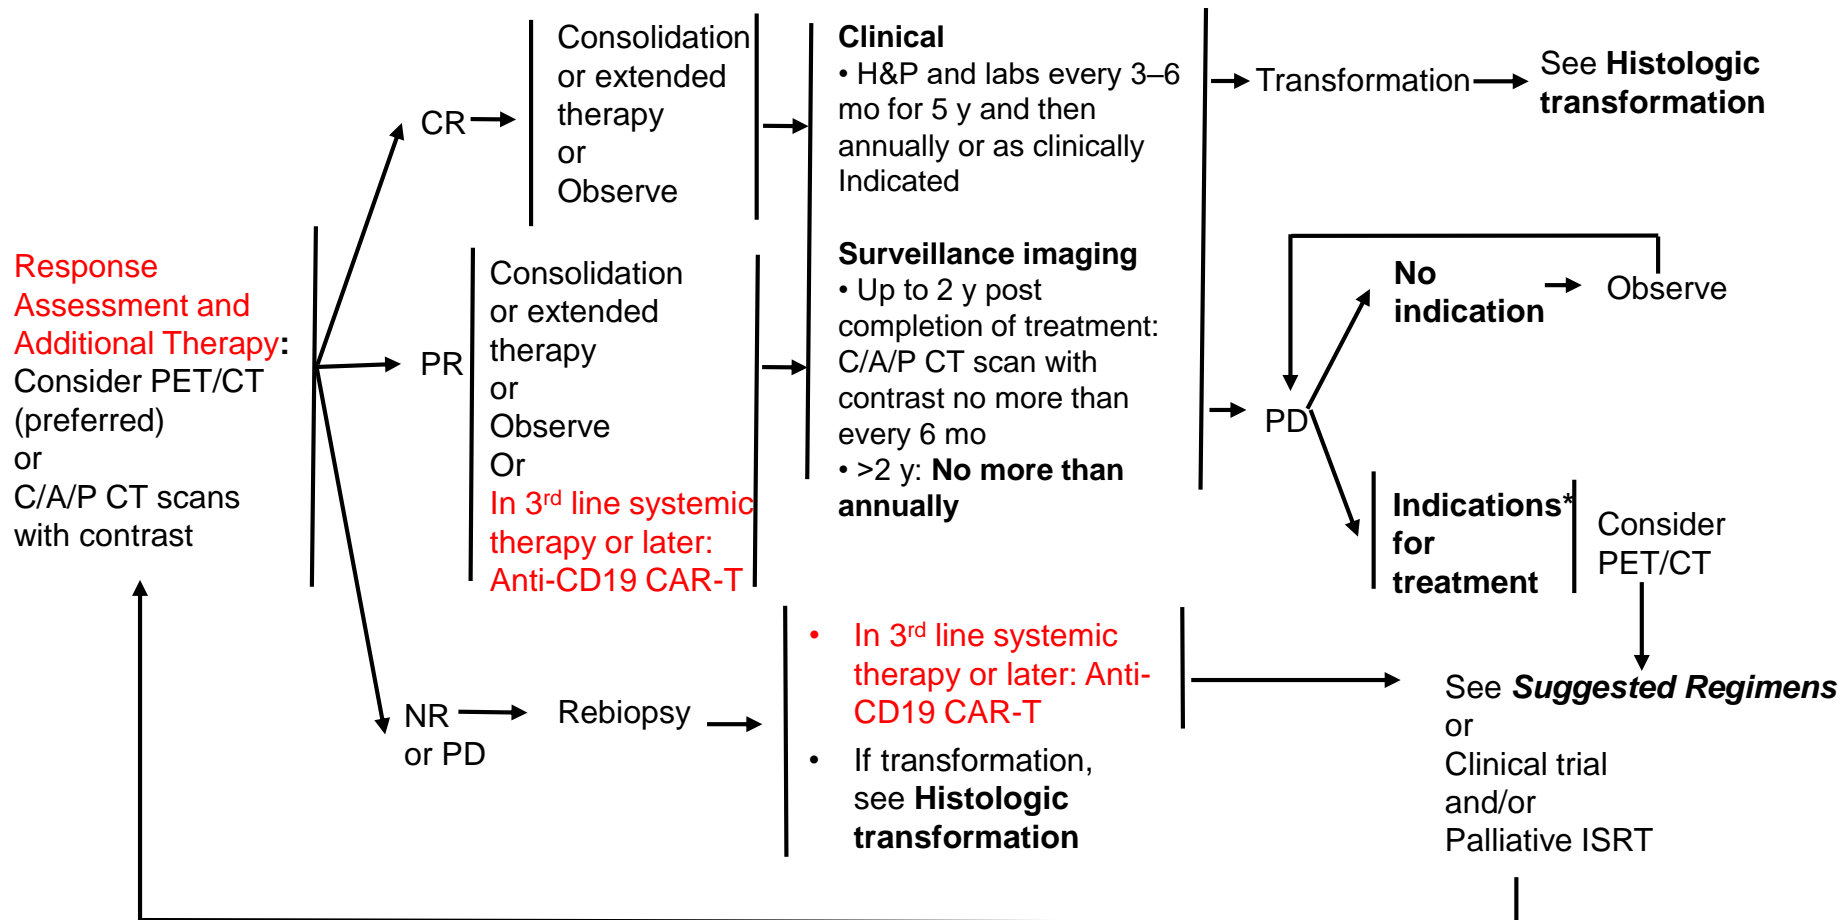 Response
Assessment and
Additional Therapy:
Consider PET/CT
(preferred)
or
C/A/P CT scans
with contrast
CR
Consolidation
or extended
therapy
or
Observe
PR
Consolidation
or extended
therapy
or
Observe
Or
In 3rd line systemic
therapy or later:
Anti-CD19 CAR-T
NR
or PD
Rebiopsy
Clinical
• H&P and labs every 3–6
mo for 5 y and then
annually or as clinically
Indicated
Surveillance imaging
• Up to 2 y post
completion of treatment:
C/A/P CT scan with
contrast no more than
every 6 mo
• >2 y: No more than
annually
• In 3rd line systemic
therapy or later: Anti-
CD19 CAR-T
• If transformation,
see Histologic
transformation
Transformation
See Histologic
transformation
PD
No
indication
Observe
Indications*
for
treatment
Consider
PET/CT
See Suggested Regimens
or
Clinical trial
and/or
Palliative ISRT